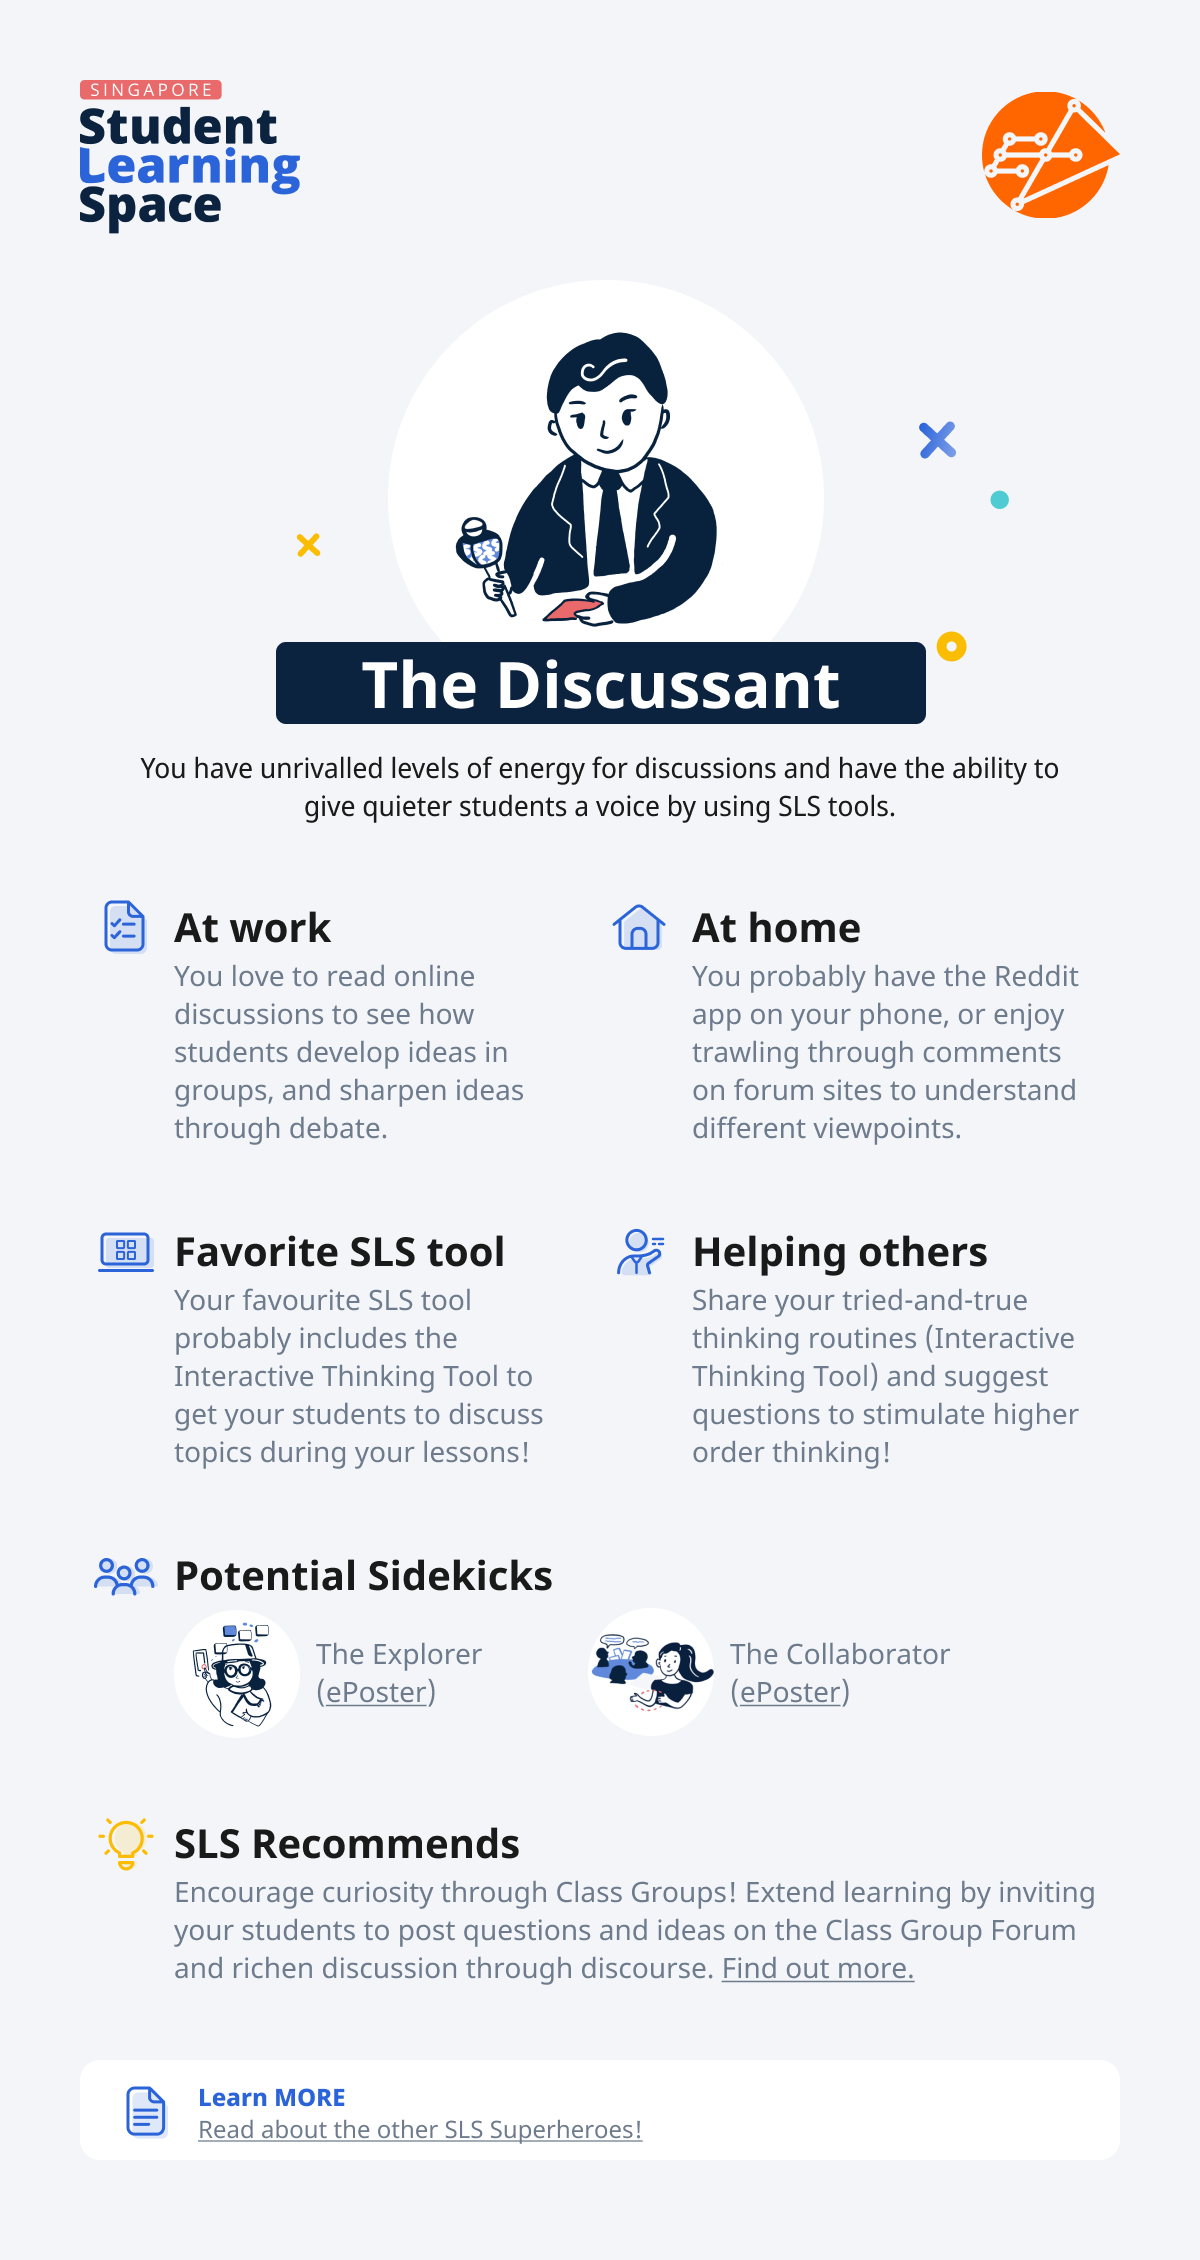 SINGAPORE
Student
Learning
Space
The Discussant
You have unrivalled levels of energy for discussions and have the ability to
give quieter students a voice by using SLS tools.
At work
You love to read online
discussions to see how
students develop ideas in
groups, and sharpen ideas
through debate.
At home
You probably have the Reddit
app on your phone, or enjoy
trawling through comments
on forum sites to understand
different viewpoints.
Favorite SLS tool
Your favourite SLS tool
probably includes the
Interactive Thinking Tool to
get your students to discuss
topics during your lessons!
Helping others
Share your tried-and-true
thinking routines (Interactive
Thinking Tool) and suggest
questions to stimulate higher
order thinking!
Potential Sidekicks
The Explorer
(ePoster)
The Collaborator
(ePoster)
SLS Recommends
Encourage curiosity through Class Groups! Extend learning by inviting
your students to post questions and ideas on the Class Group Forum
and richen discussion through discourse. Find out more.
Learn MORE
Read about the other SLS Superheroes!